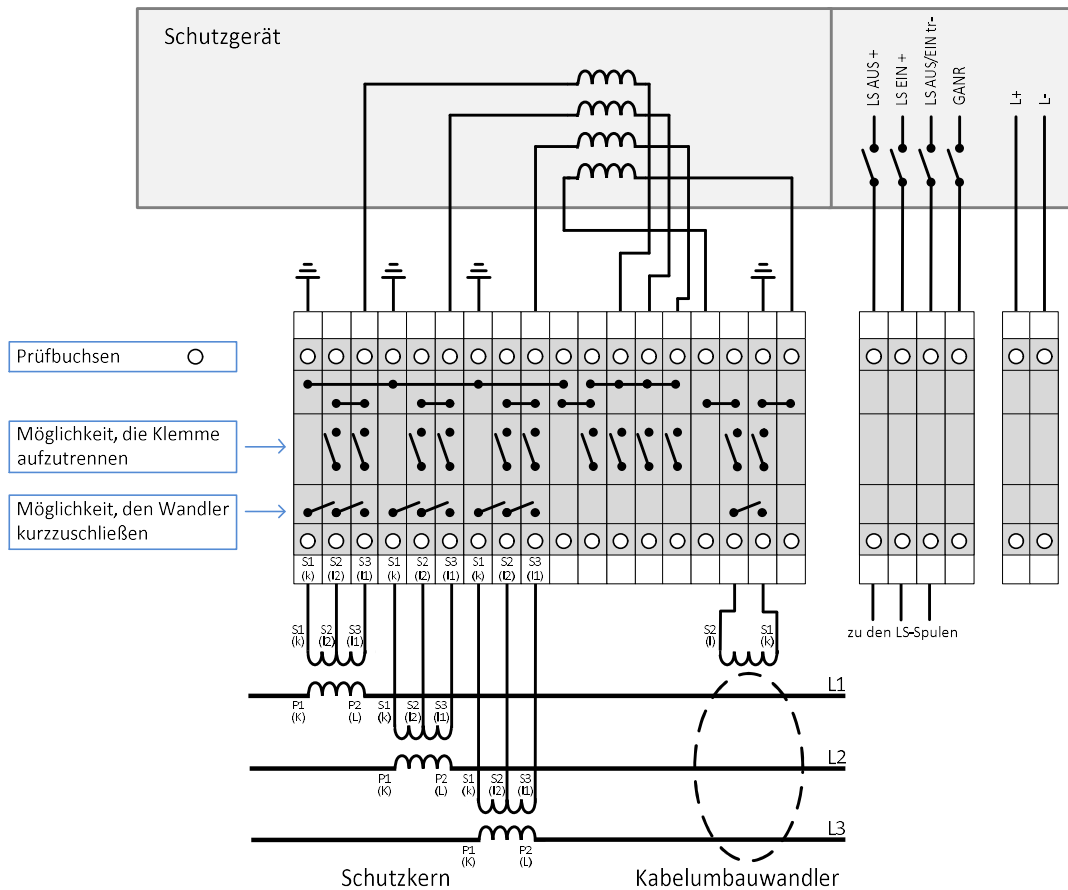 Schutzgerät
LS AUS +
LS EIN +
LS AUS/EIN tr-
GANR
L+
L-
Prüfbuchsen
Möglichkeit, die Klemme
aufzutrennen
Möglichkeit, den Wandler
kurzzuschließen
S1 S2 S3 S1 S2 S3 S1 S2 S3
(k) (l2) (l1) (k) (l2) (l1) (k) (l2) (l1)
S1 (k)
S2 (l2)
S3 (l1)
S2 (l)
S1 (k)
zu den LS-Spulen
L1
P1 (K)
P2 (L)
S1 (k)
S2 (l2)
S3 (l1)
L2
P1 (K)
P2 (L)
S1 (k)
S2 (l2)
S3 (l1)
L3
P1 (K)
P2 (L)
Schutzkern
Kabelumbauwandler